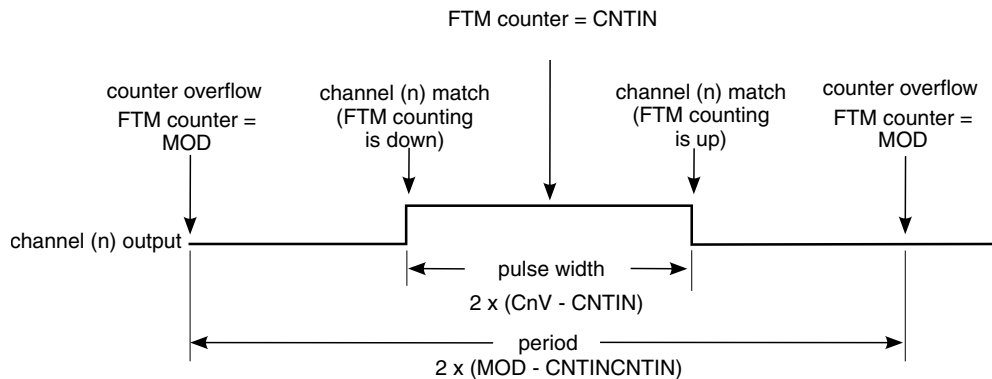 FTM counter = CNTIN
counter overflow
FTM counter =
MOD
channel (n) match
(FTM counting
is down)
channel (n) match
(FTM counting
is up)
counter overflow
FTM counter =
MOD
channel (n) output
pulse width
2 x (CnV - CNTIN)
period
2 x (MOD - CNTINCNTIN)